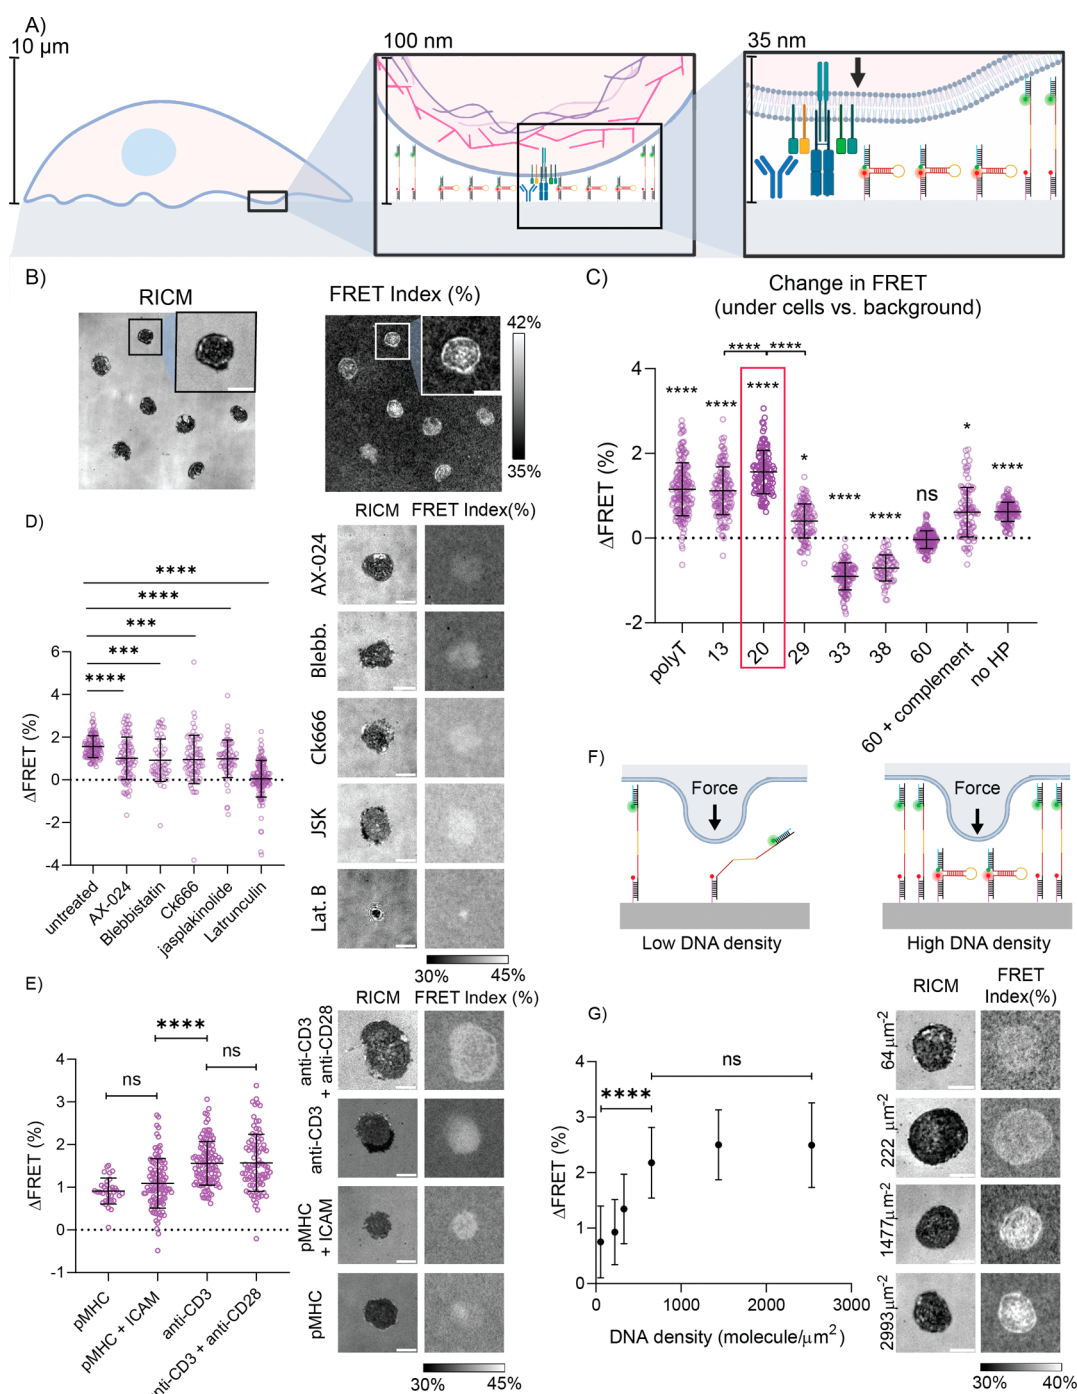 A)
10 µm
100 nm
35 nm
B)
RICM
FRET Index (%)
42%
35%
C)
Change in FRET
(under cells vs. background)
**** ****
**** **** **** * **** **** ns * ****
ΔFRET (%)
4
2
0
-2
polyT
13
20
29
33
38
60
60 + complement
no HP
D)
****
****
***
***
****
ΔFRET (%)
6
4
2
0
-2
-4
untreated
AX-024
Blebbistatin
Ck666
jasplakinolide
Latrunculin
RICM FRET Index(%)
AX-024
Blebb.
Ck666
JSK
Lat. B
30% 45%
E)
ns
****
ns
ΔFRET (%)
4
3
2
1
0
-1
pMHC
pMHC + ICAM
anti-CD3
anti-CD3 + anti-CD28
RICM FRET Index (%)
anti-CD3
+ anti-CD28
anti-CD3
pMHC
+ ICAM
pMHC
30% 45%
F)
Force
Low DNA density
Force
High DNA density
G)
ns
****
ΔFRET (%)
4
3
2
1
0
0 1000 2000 3000
DNA density (molecule/µm²)
RICM
FRET
Index(%)
64 µm⁻²
222 µm⁻²
1477µm⁻²
2993µm⁻²
30% 40%